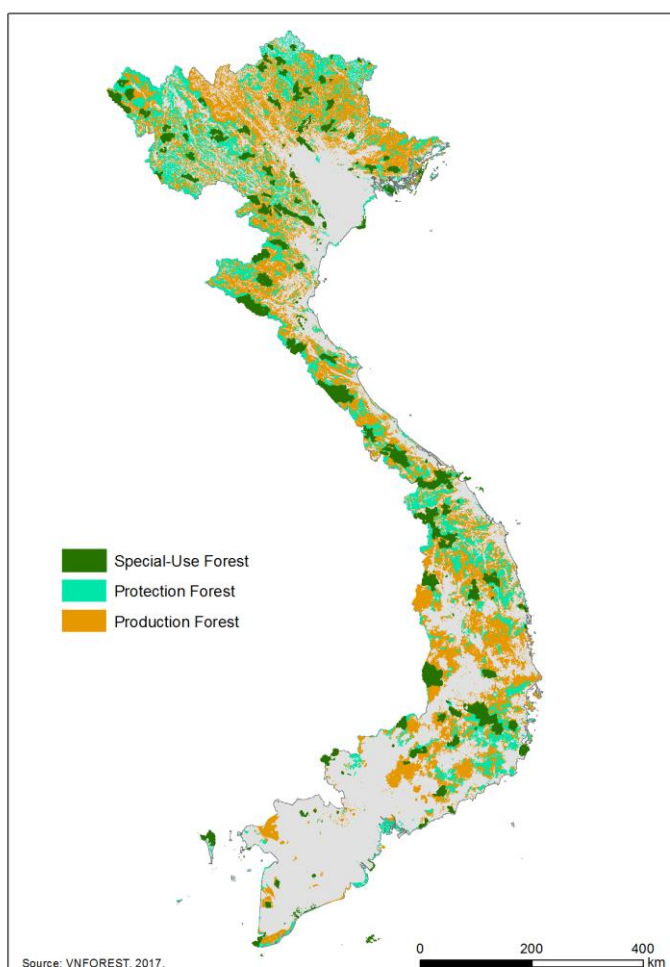 Special-Use Forest
Protection Forest
Production Forest
Source: VNFOREST, 2017.
0 200 400
km